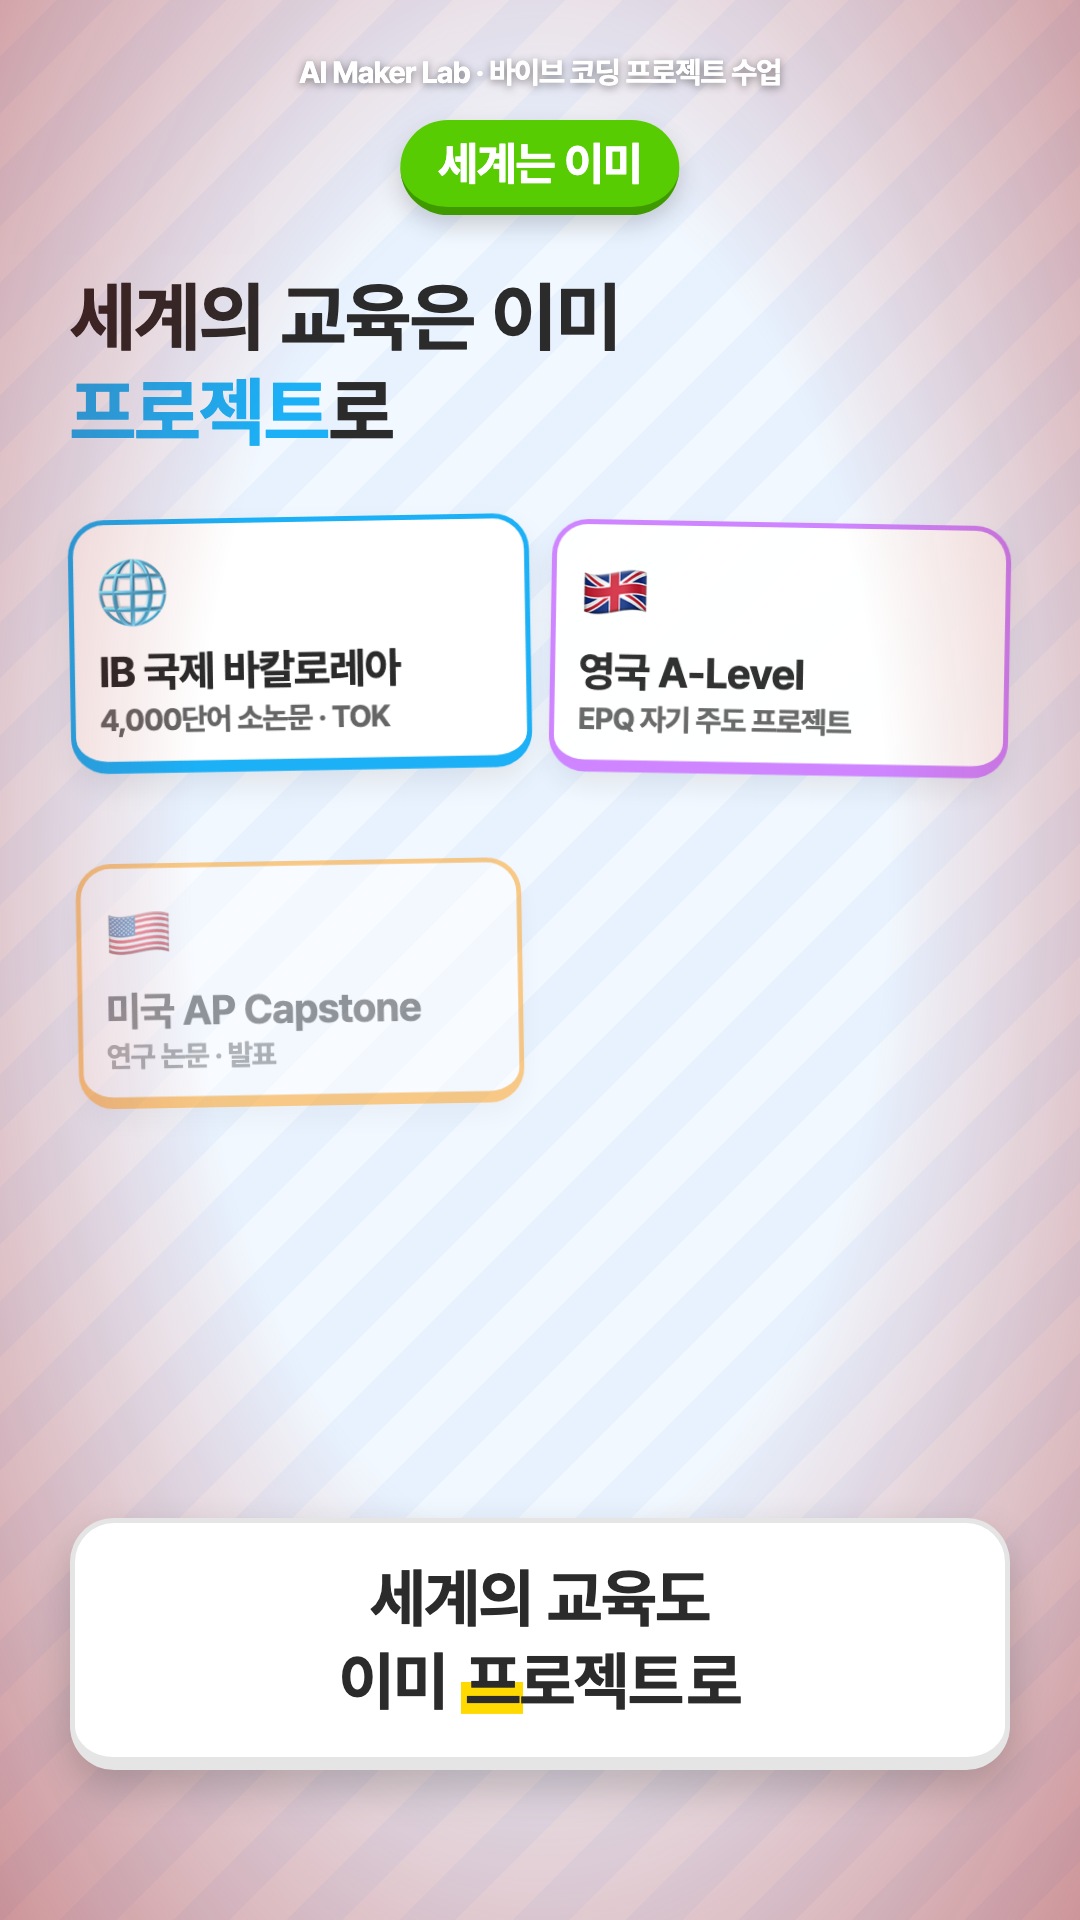 AI Maker Lab · 바이브 코딩 프로젝트 수업
세계는 이미
세계의 교육은 이미
프로젝트로
IB 국제 바칼로레아
4,000단어 소논문 · TOK
영국 A-Level
EPQ 자기 주도 프로젝트
미국 AP Capstone
연구 논문 · 발표
세계의 교육도
이미 프로젝트로